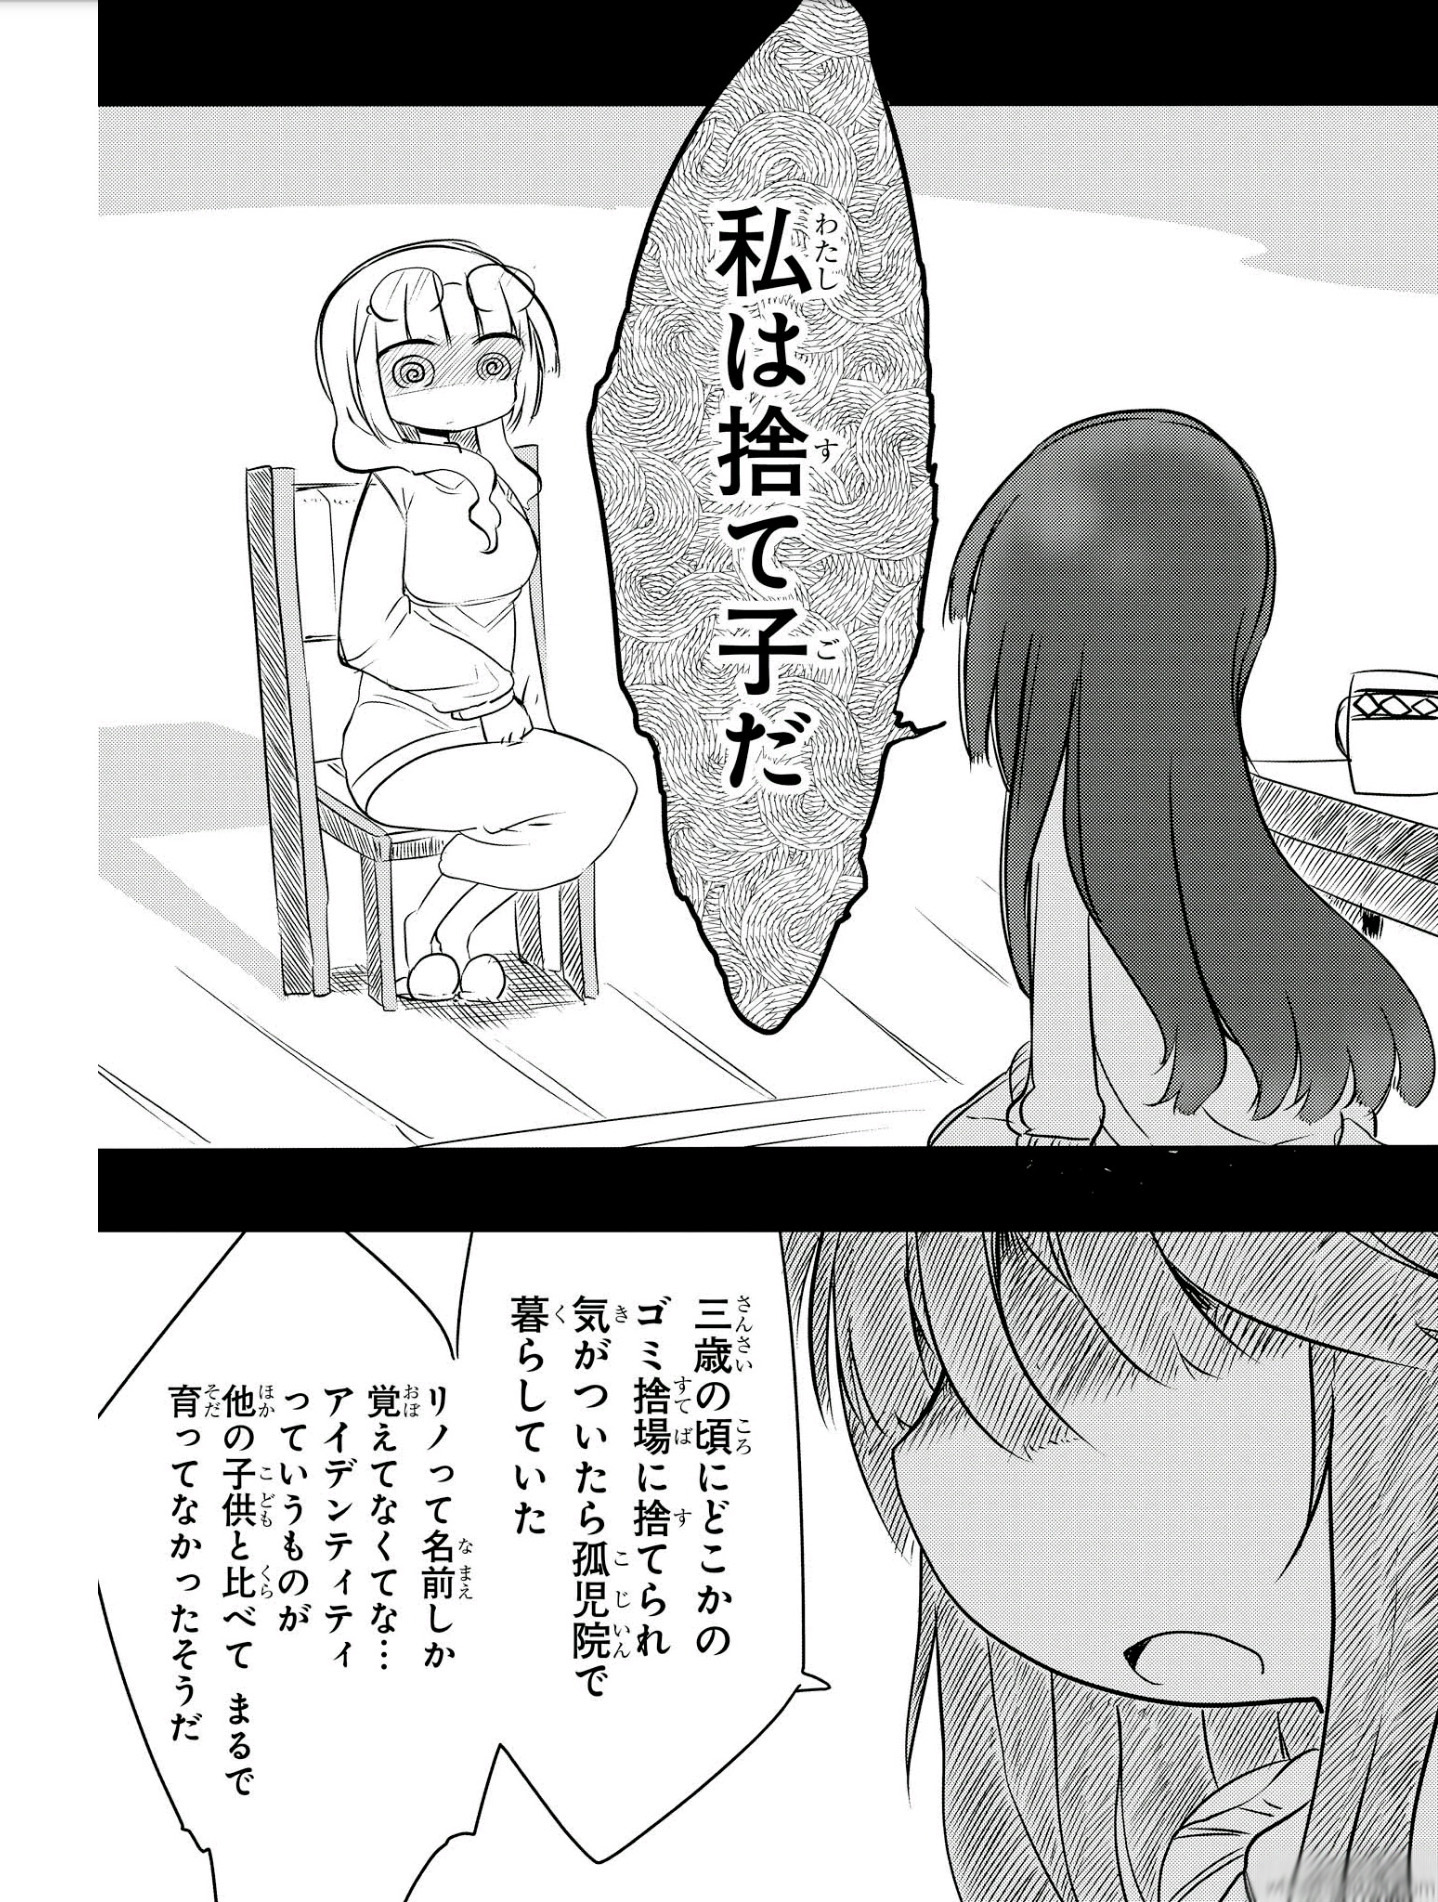 私は捨て子だ
三歳の頃にどこかの
ゴミ捨場に捨てられ
気がついたら孤児院で
暮らしていた
リノって名前しか
覚えてなくてな…
アイデンティティ
っていうものが
他の子供と比べて まるで
育ってなかったそうだ